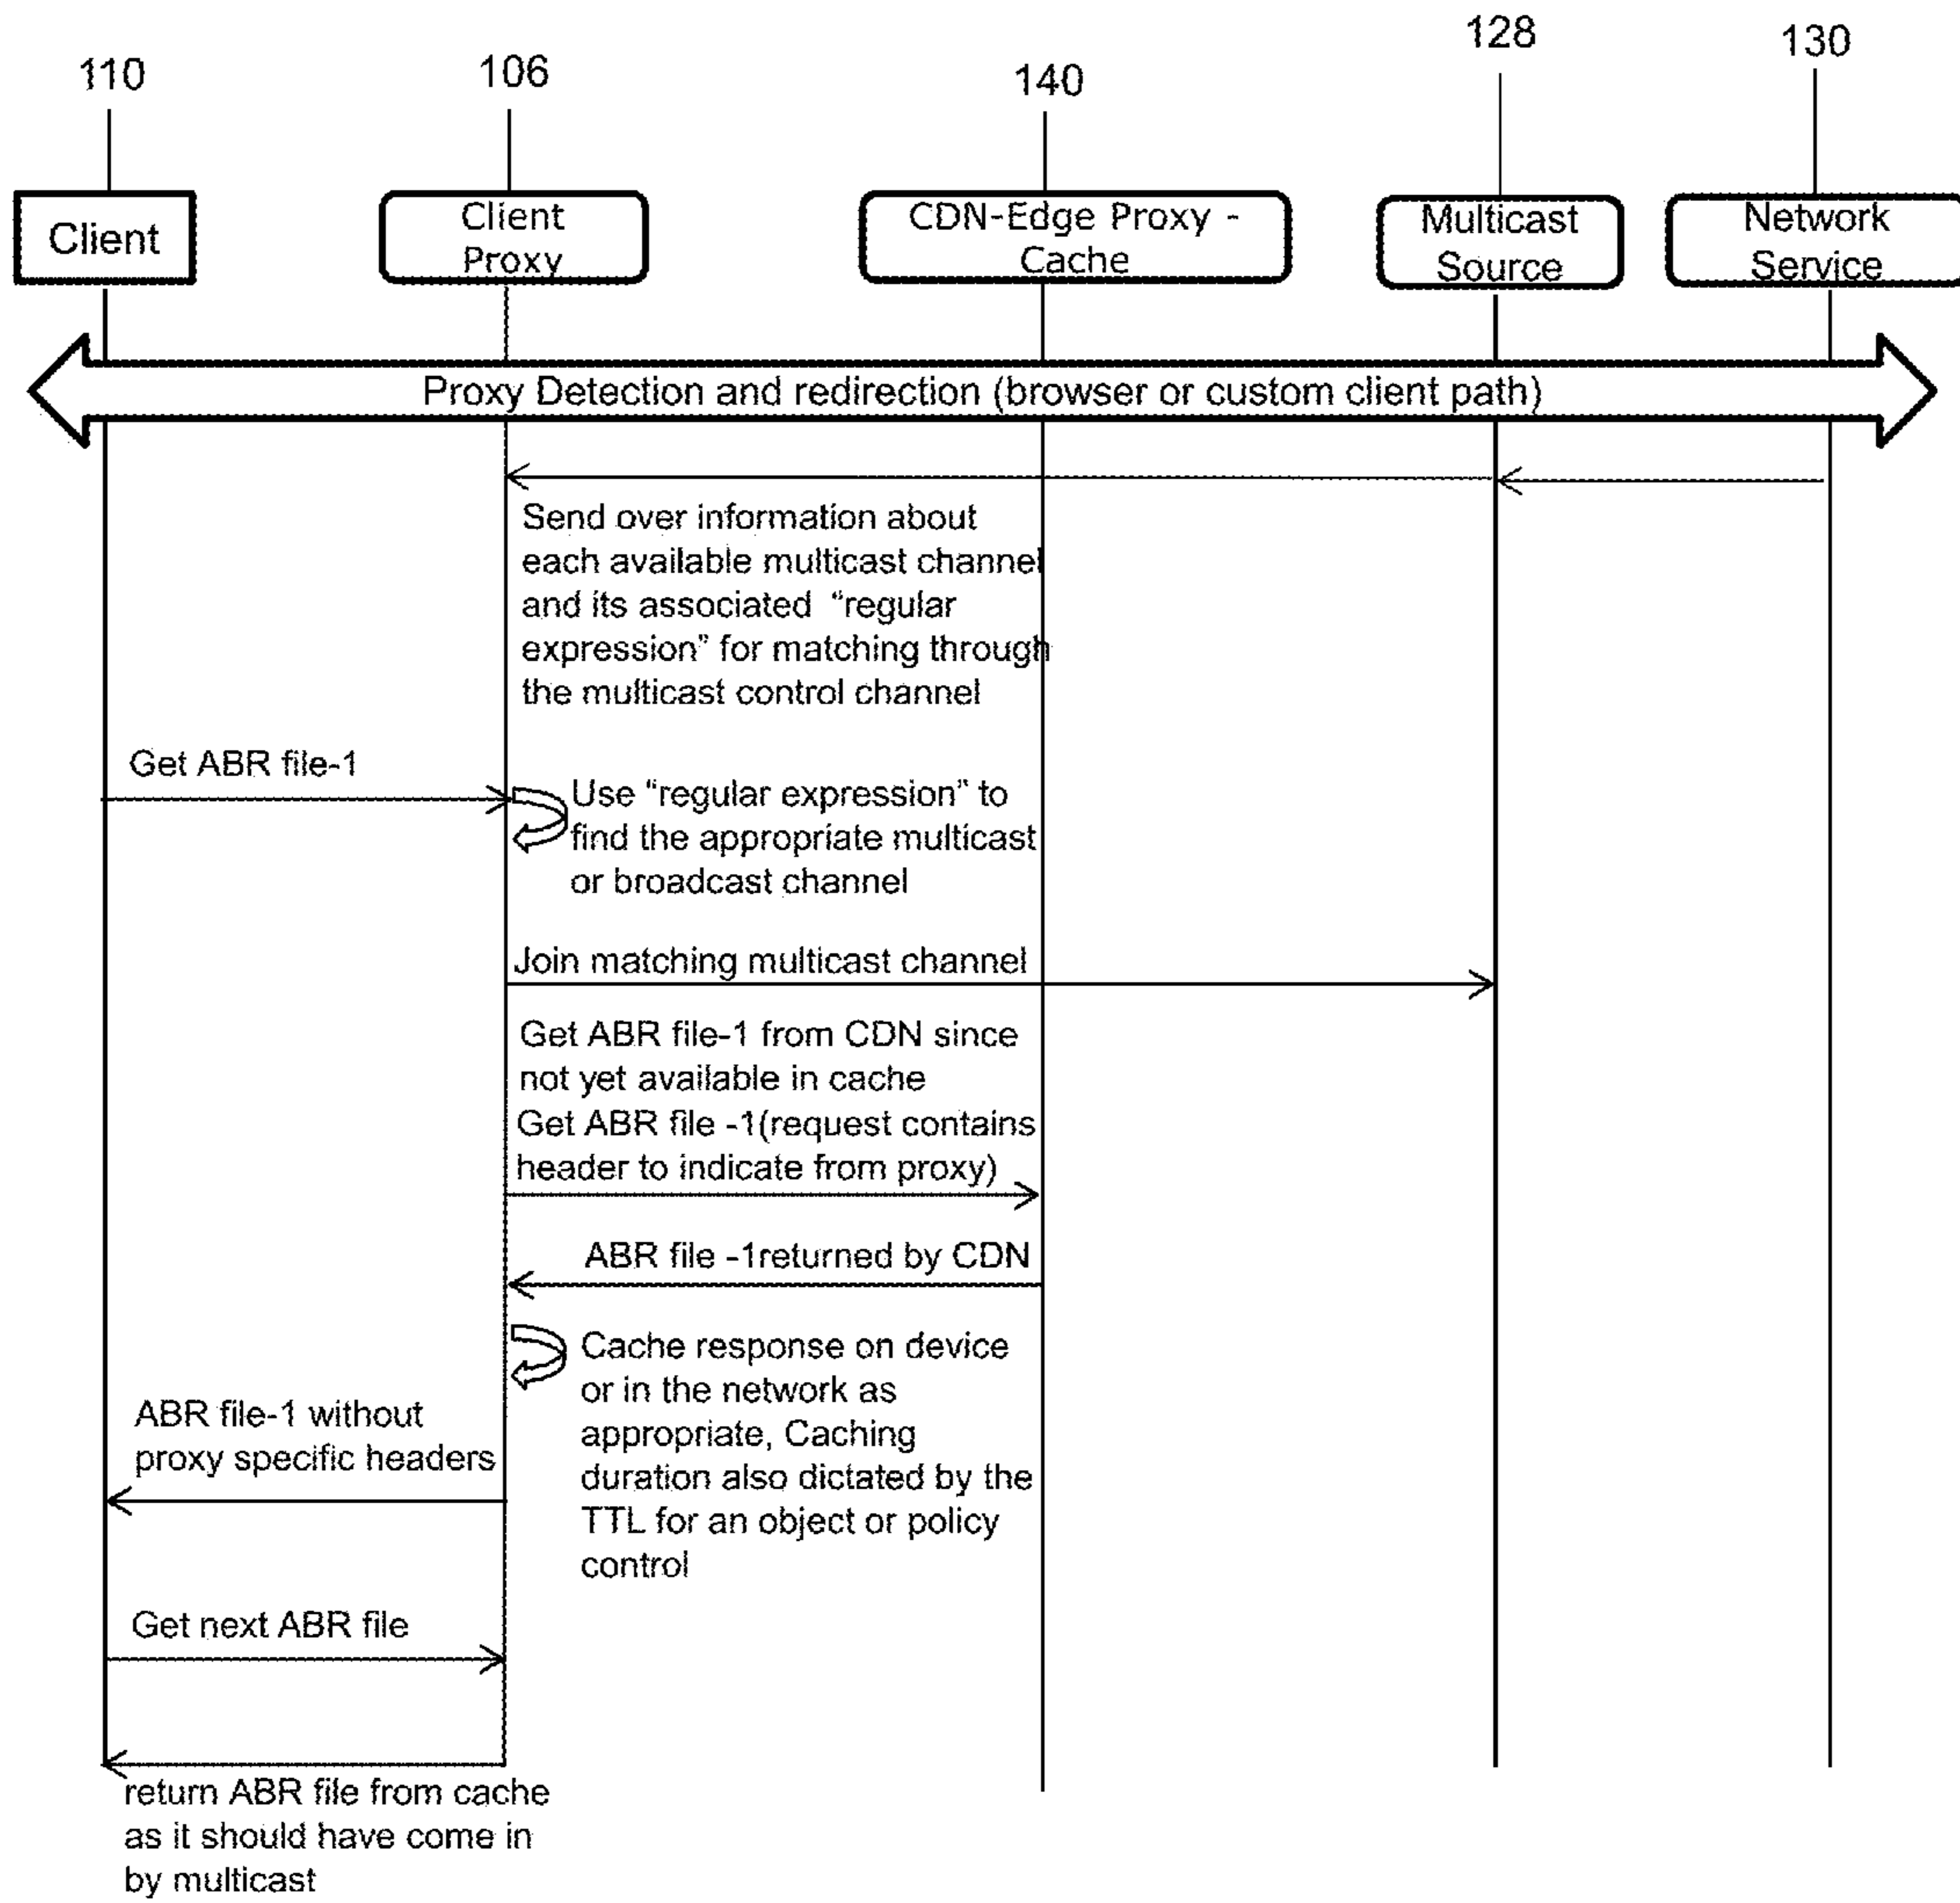 110
106
140
128
130
Client
Client
Proxy
CDN-Edge Proxy -
Cache
Multicast
Source
Network
Service
Proxy Detection and redirection (browser or custom client path)
Send over information about
each available multicast channel
and its associated "regular
expression" for matching through
the multicast control channel
Get ABR file-1
Use "regular expression" to
find the appropriate multicast
or broadcast channel
Join matching multicast channel
Get ABR file-1 from CDN since
not yet available in cache
Get ABR file -1(request contains
header to indicate from proxy)
ABR file -1returned by CDN
Cache response on device
or in the network as
appropriate, Caching
duration also dictated by the
TTL for an object or policy
control
ABR file-1 without
proxy specific headers
Get next ABR file
return ABR file from cache
as it should have come in
by multicast